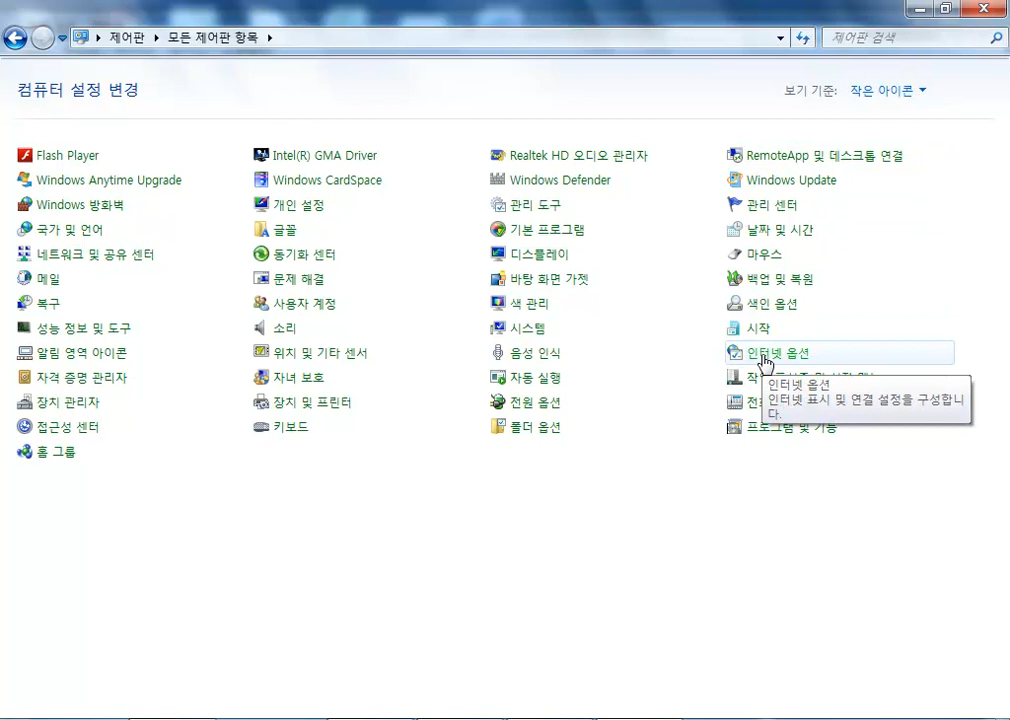 제어판 모든 제어판 항목 제어판 검색
컴퓨터 설정 변경 보기 기준: 작은 아이콘
Flash Player Intel(R) GMA Driver Realtek HD 오디오 관리자 RemoteApp 및 데스크톱 연결
Windows Anytime Upgrade Windows CardSpace Windows Defender Windows Update
Windows 방화벽 개인 설정 관리 도구 관리 센터
국가 및 언어 글꼴 기본 프로그램 날짜 및 시간
네트워크 및 공유 센터 동기화 센터 디스플레이 마우스
메일 문제 해결 바탕 화면 가젯 백업 및 복원
복구 사용자 계정 색 관리 색인 옵션
성능 정보 및 도구 소리 시스템 시작
알림 영역 아이콘 위치 및 기타 센서 음성 인식 인터넷 옵션
자격 증명 관리자 자녀 보호 자동 실행
장치 관리자 장치 및 프린터 전원 옵션
접근성 센터 키보드 폴더 옵션 프로그램 및 기능
홈 그룹
인터넷 옵션
인터넷 표시 및 연결 설정을 구성합니
다.